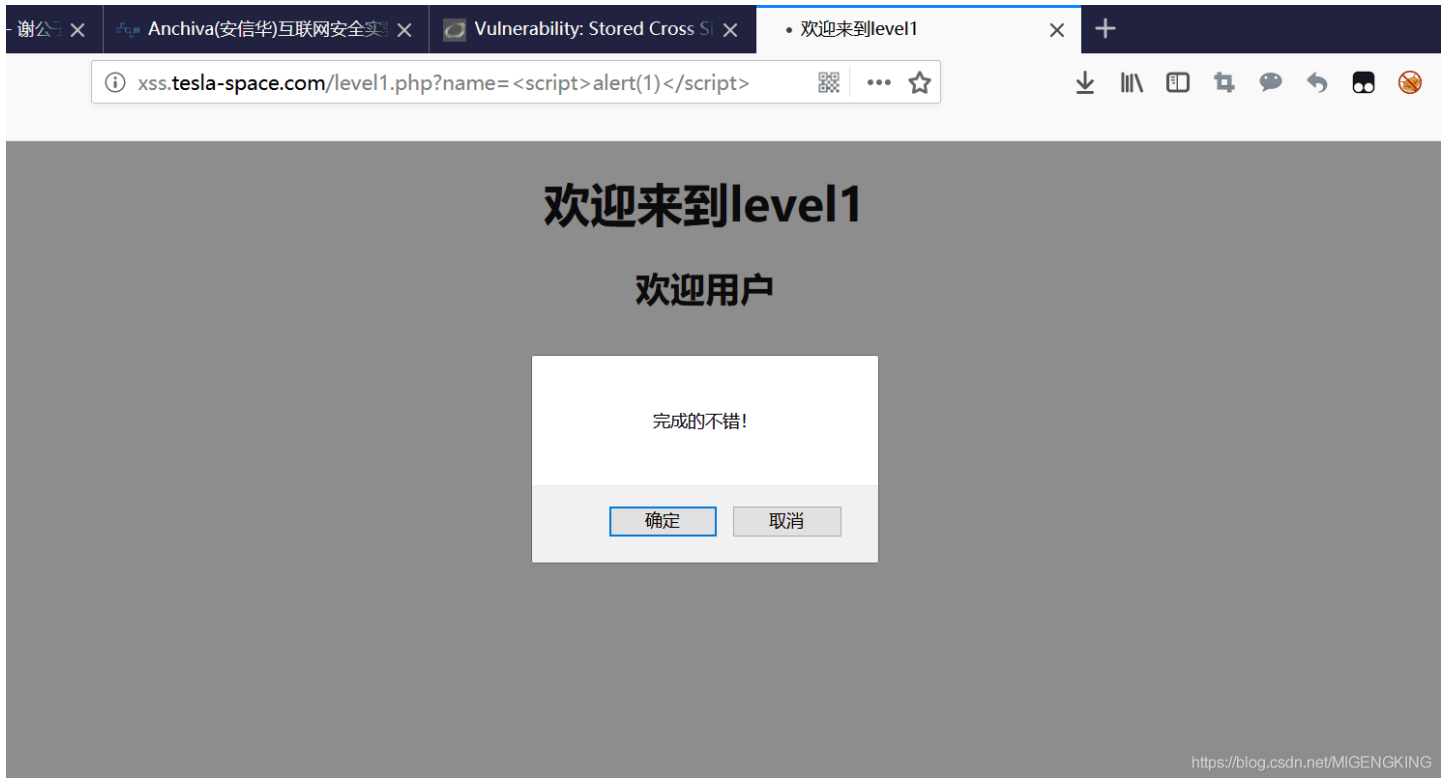 - 谢公子
Anchiva(安信华)互联网安全实
Vulnerability: Stored Cross Si
• 欢迎来到level1
xss.tesla-space.com/level1.php?name=<script>alert(1)</script>
欢迎来到level1
欢迎用户
完成的不错！
确定
取消
https://blog.csdn.net/MIGENGKING